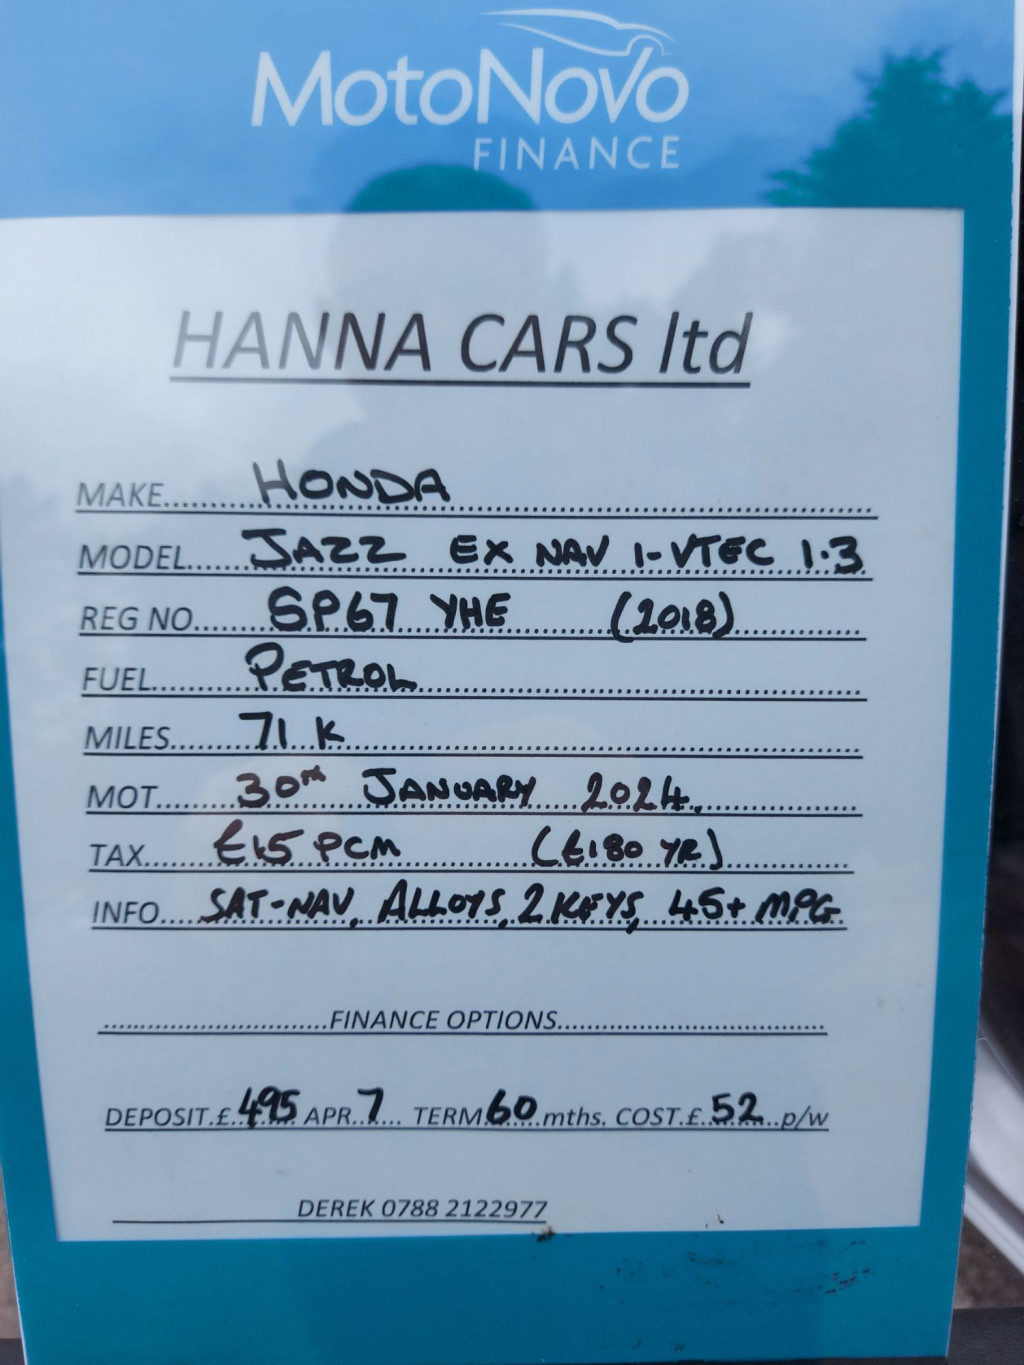 MotoNovo
FINANCE
HANNA CARS ltd
MAKE......HONDA......
MODEL......JAZZ EX NAV I-VTEC 1.3
REG NO......SP67 YHE (2018)......
FUEL......PETROL......
MILES......71 K......
MOT......30TH JANUARY 2024.
TAX......£15 PCM (£180 YR)......
INFO....SAT-NAV, ALLOYS, 2 KEYS, 45+ MPG
......FINANCE OPTIONS......
DEPOSIT.£.495 APR..7.... TERM 60 mths. COST.£..52..p/w
DEREK 0788 2122977